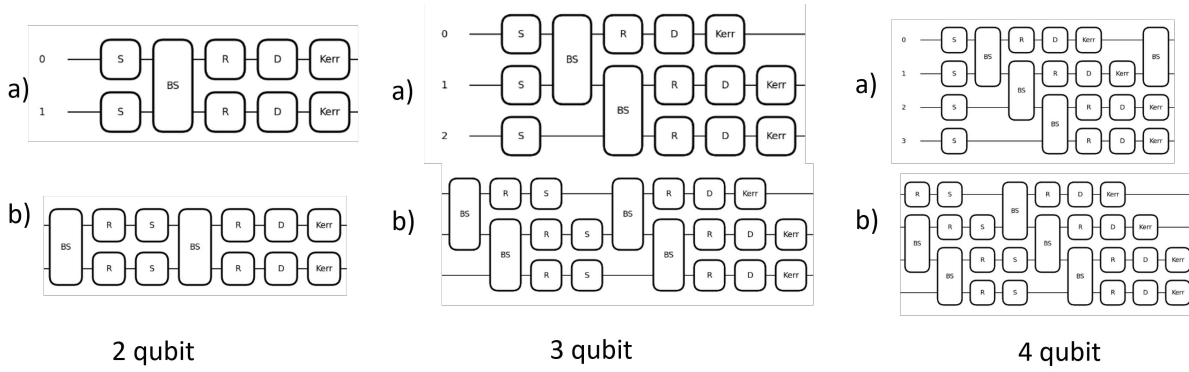 a)
0 S BS R D Kerr
1 S R D Kerr
b)
BS R S BS R D Kerr
R S R D Kerr
2 qubit
a)
0 S BS R D Kerr
1 S BS R D Kerr
2 S R D Kerr
b)
BS R S BS R D Kerr
BS R S BS R D Kerr
R S R D Kerr
3 qubit
a)
0 S BS R D Kerr BS
1 S BS R D Kerr
2 S BS R D Kerr
3 S R D Kerr
b)
R S BS R D Kerr
BS R S BS R D Kerr
BS R S BS R D Kerr
R S R D Kerr
4 qubit